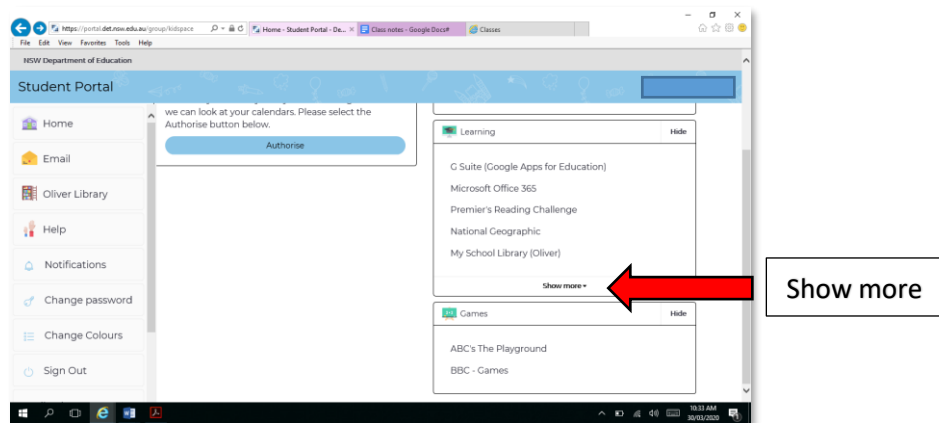 https://portal.det.nsw.edu.au/group/kidspace
Home - Student Portal - De...
Class notes - Google Docs
Classes
File Edit View Favorites Tools Help
NSW Department of Education
Student Portal
Home
Email
Oliver Library
Help
Notifications
Change password
Change Colours
Sign Out
we can look at your calendars. Please select the
Authorise button below.
Authorise
Learning Hide
G Suite (Google Apps for Education)
Microsoft Office 365
Premier's Reading Challenge
National Geographic
My School Library (Oliver)
Show more
Games Hide
ABC's The Playground
BBC - Games
Show more
10:33 AM
30/03/2020